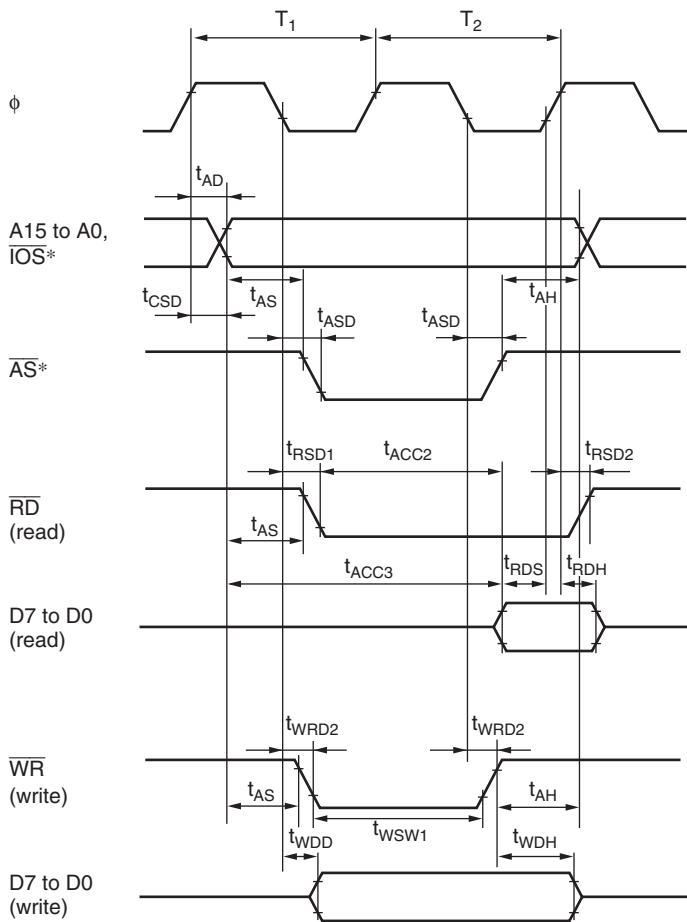 T1 T2
ϕ
tAD
A15 to A0,
IOS*
tCSD tAS tAH
tASD tASD
AS*
tRSD1 tACC2 tRSD2
RD
(read)
tAS
tACC3 tRDS tRDH
D7 to D0
(read)
tWRD2 tWRD2
WR
(write)
tAS tAH
tWDD tWSW1 tWDH
D7 to D0
(write)